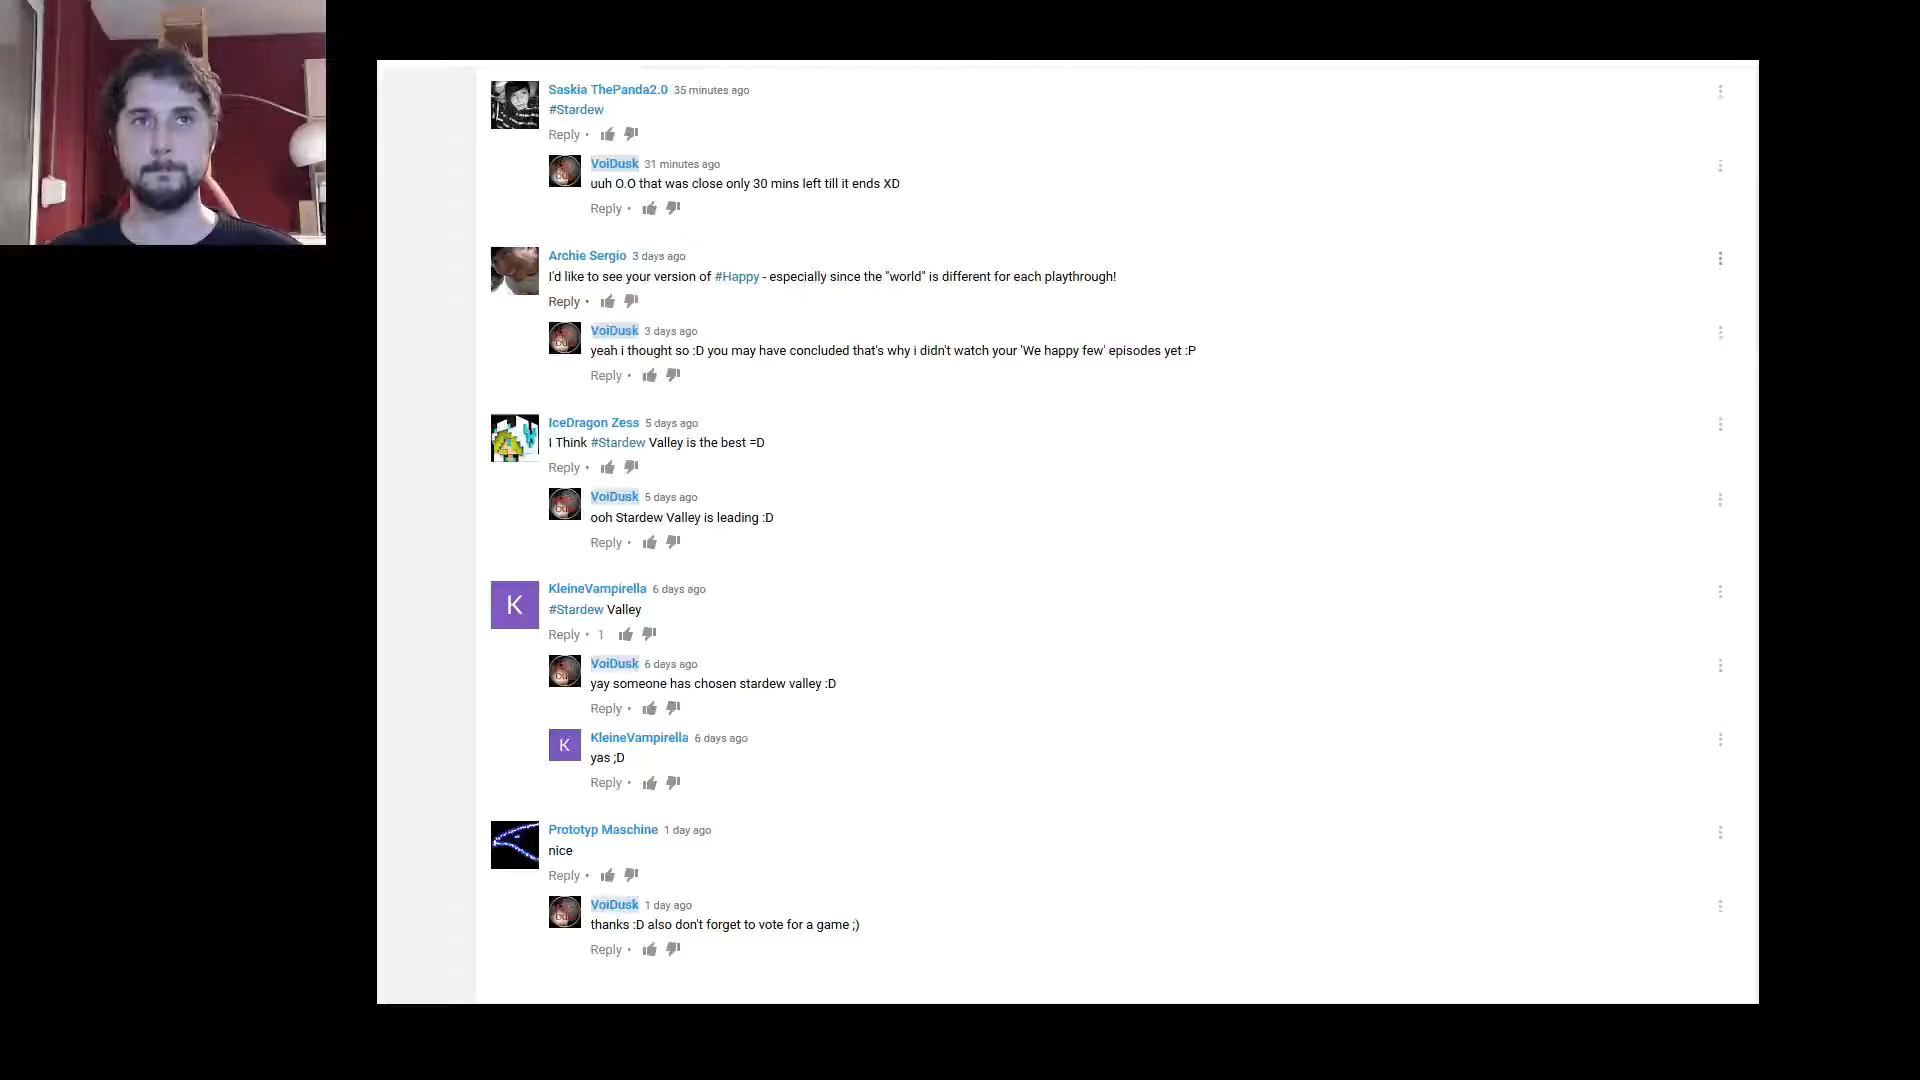 Saskia ThePanda2.0 35 minutes ago
#Stardew
Reply •
VoiDusk 31 minutes ago
uuh O.O that was close only 30 mins left till it ends XD
Reply •
Archie Sergio 3 days ago
I'd like to see your version of #Happy - especially since the "world" is different for each playthrough!
Reply •
VoiDusk 3 days ago
yeah i thought so :D you may have concluded that's why i didn't watch your 'We happy few' episodes yet :P
Reply •
IceDragon Zess 5 days ago
I Think #Stardew Valley is the best =D
Reply •
VoiDusk 5 days ago
ooh Stardew Valley is leading :D
Reply •
K
KleineVampirella 6 days ago
#Stardew Valley
Reply • 1
VoiDusk 6 days ago
yay someone has chosen stardew valley :D
Reply •
K
KleineVampirella 6 days ago
yas ;D
Reply •
Prototyp Maschine 1 day ago
nice
Reply •
VoiDusk 1 day ago
thanks :D also don't forget to vote for a game ;)
Reply •